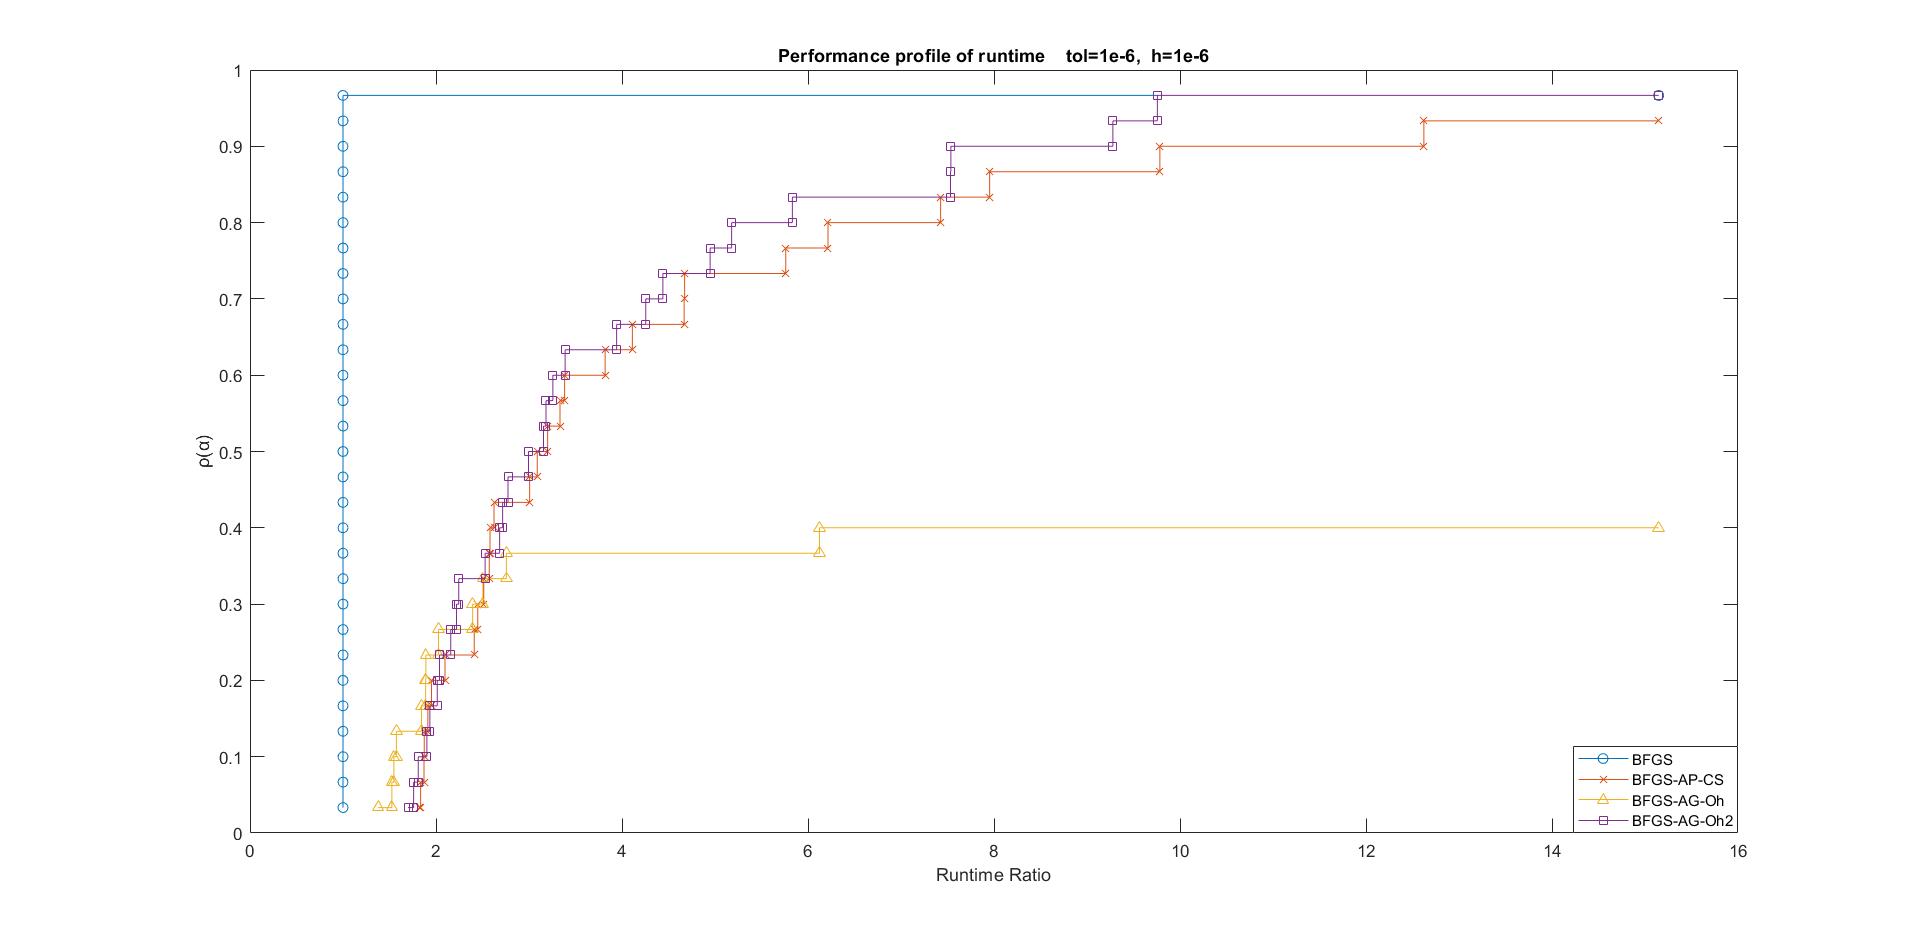 Performance profile of runtime    tol=1e-6,  h=1e-6
1
0.9
0.8
0.7
0.6
0.5
0.4
0.3
0.2
0.1
0
ρ(α)
0 2 4 6 8 10 12 14 16
Runtime Ratio
BFGS
BFGS-AP-CS
BFGS-AG-Oh
BFGS-AG-Oh2